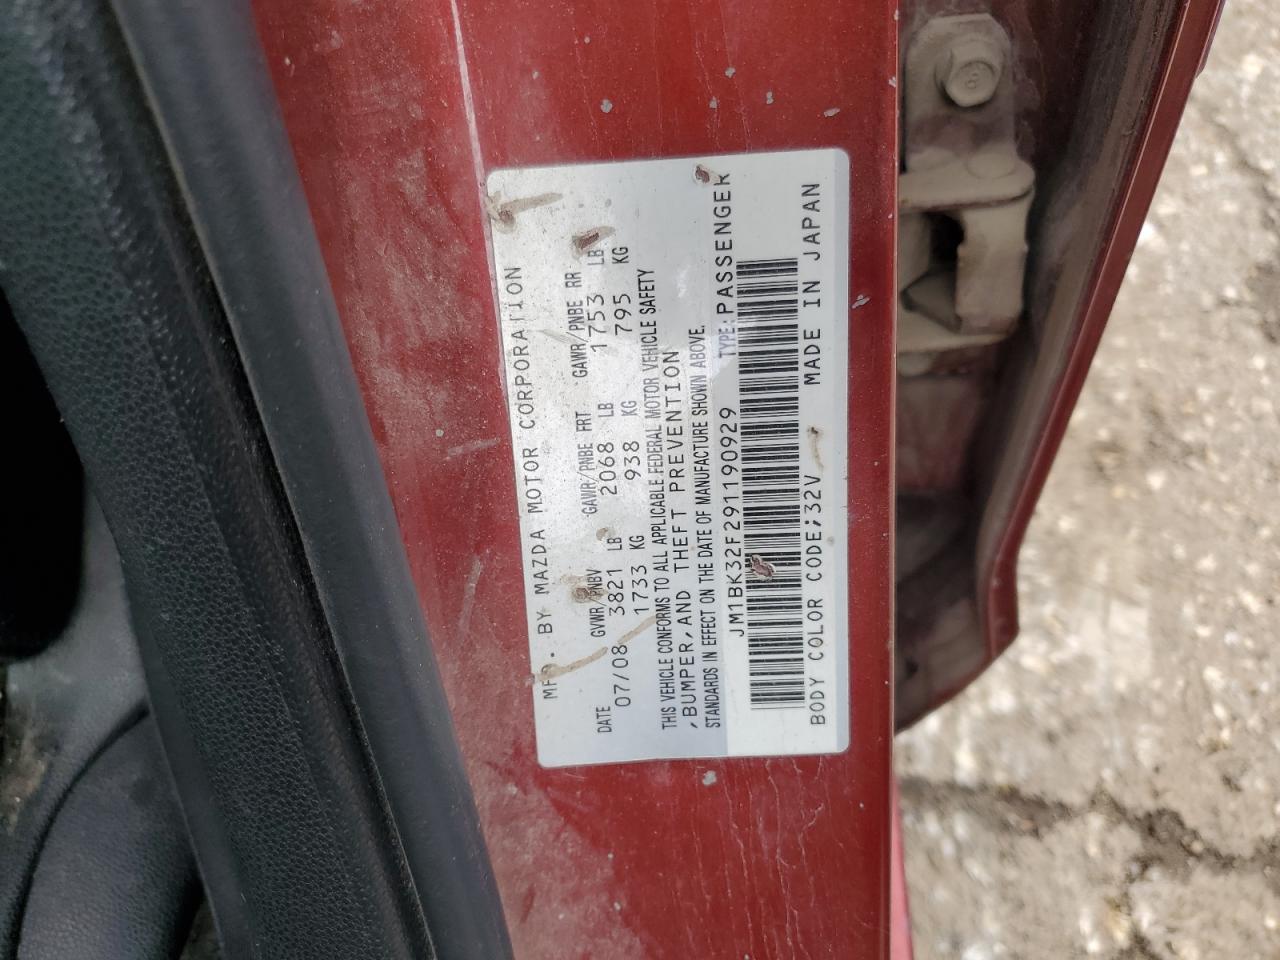 MFD. BY MAZDA MOTOR CORPORATION
DATE GVWR/PNBV GAWR/PNBE FRT GAWR/PNBE RR
07/08 3821 LB 2068 LB 1753 LB
1733 KG 938 KG 795 KG
THIS VEHICLE CONFORMS TO ALL APPLICABLE FEDERAL MOTOR VEHICLE SAFETY
,BUMPER,AND THEFT PREVENTION
STANDARDS IN EFFECT ON THE DATE OF MANUFACTURE SHOWN ABOVE.
JM1BK32F291190929 TYPE:PASSENGER
BODY COLOR CODE;32V MADE IN JAPAN